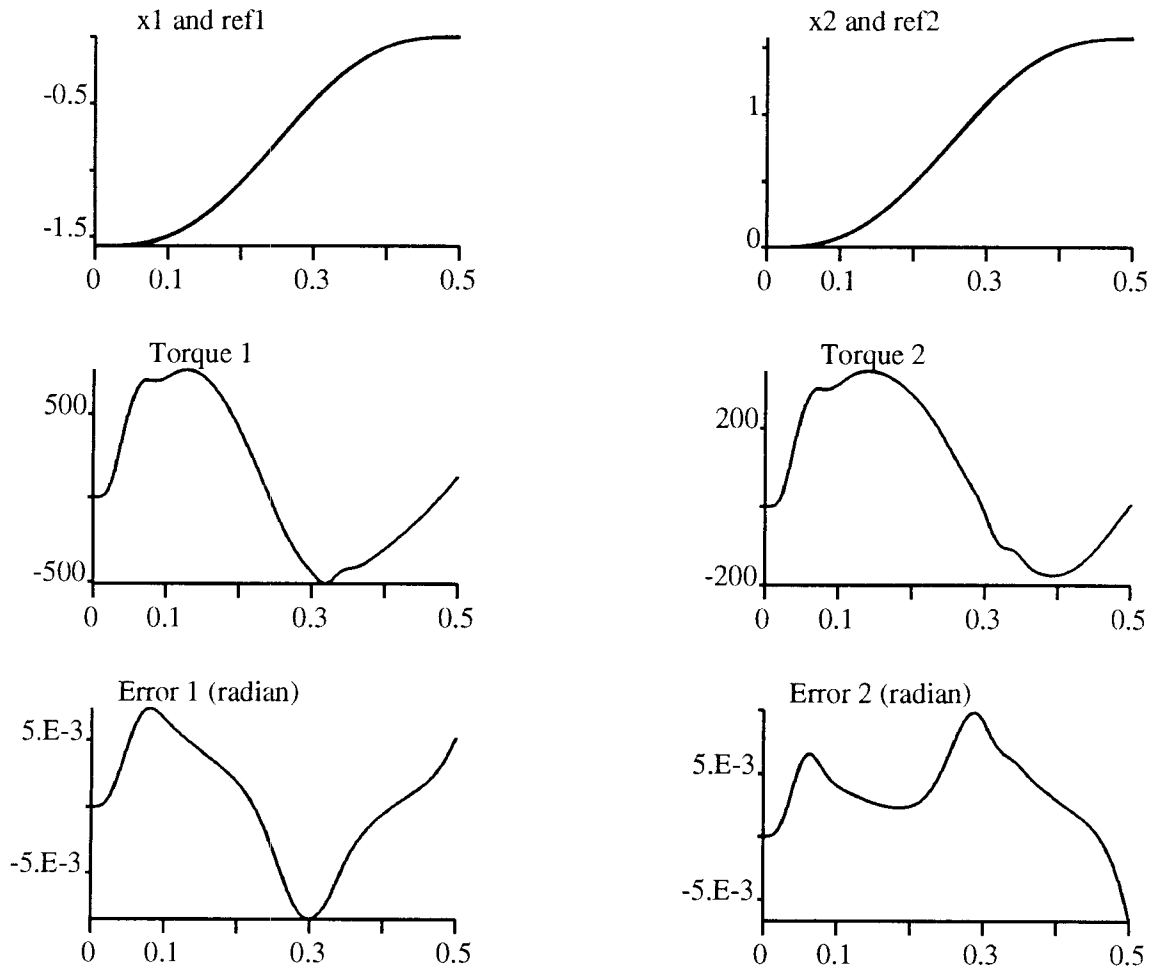 x1 and ref1
-0.5
-1.5
0 0.1 0.3 0.5
x2 and ref2
1
0
0 0.1 0.3 0.5
Torque 1
500
-500
0 0.1 0.3 0.5
Torque 2
200
-200
0 0.1 0.3 0.5
Error 1 (radian)
5.E-3
-5.E-3
0 0.1 0.3 0.5
Error 2 (radian)
5.E-3
-5.E-3
0 0.1 0.3 0.5